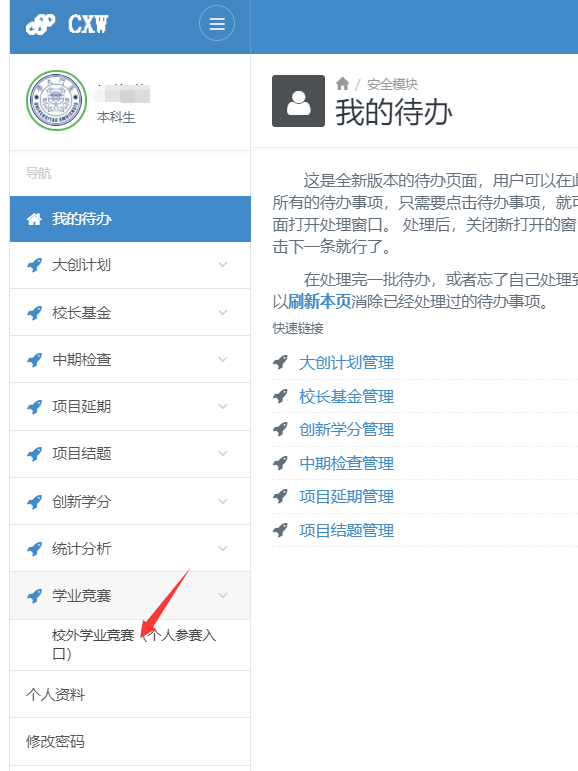 CXW
本科生
导航
我的待办
大创计划
校长基金
中期检查
项目延期
项目结题
创新学分
统计分析
学业竞赛
校外学业竞赛（个人参赛入
口）
个人资料
修改密码
/ 安全模块
我的待办
这是全新版本的待办页面，用户可以在此
所有的待办事项，只需要点击待办事项，就可
面打开处理窗口。 处理后，关闭新打开的窗
击下一条就行了。
在处理完一批待办，或者忘了自己处理到
以刷新本页消除已经处理过的待办事项。
快速链接
大创计划管理
校长基金管理
创新学分管理
中期检查管理
项目延期管理
项目结题管理